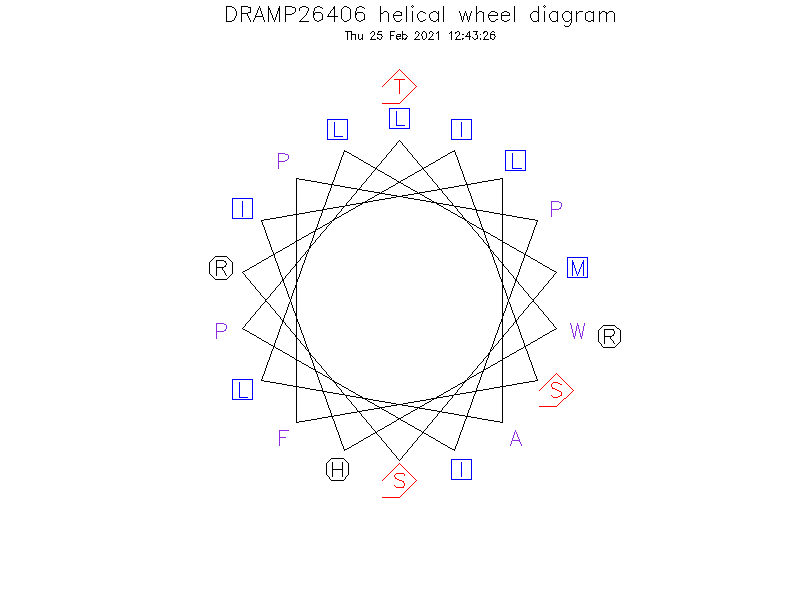 DRAMP26406 helical wheel diagram
Thu 25 Feb 2021 12:43:26
T
L L I
P L
I P
R M
P W R
L S
F A
H S I